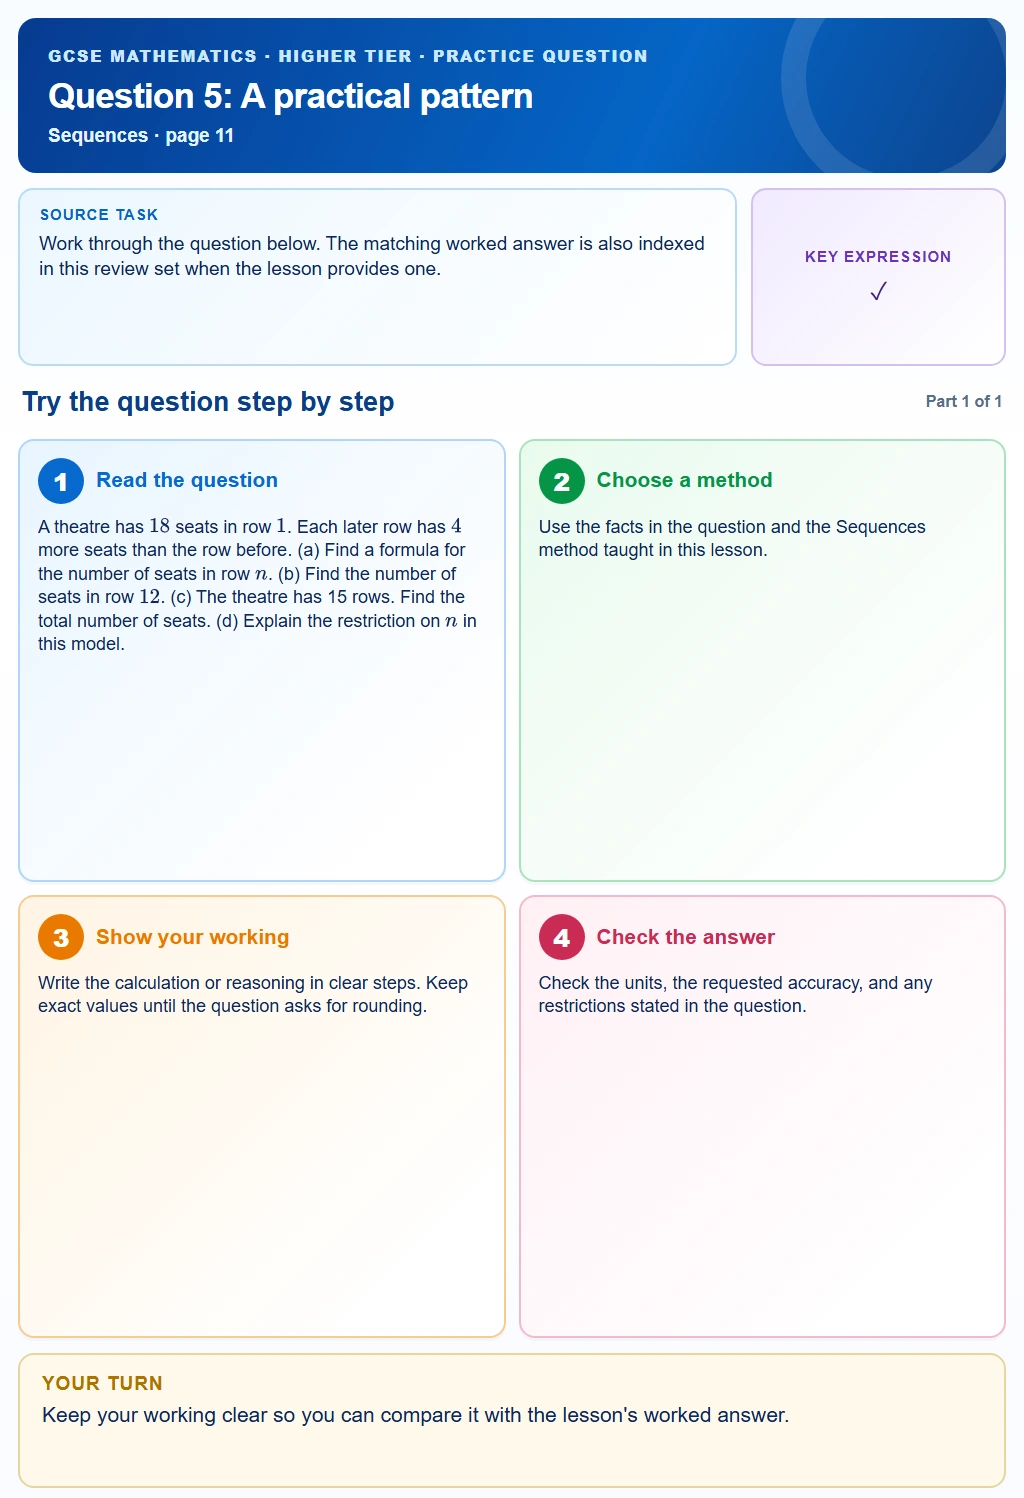 GCSE MATHEMATICS · HIGHER TIER · PRACTICE QUESTION
Question 5: A practical pattern
Sequences · page 11
SOURCE TASK
Work through the question below. The matching worked answer is also indexed
in this review set when the lesson provides one.
KEY EXPRESSION
✓
Try the question step by step
Part 1 of 1
1 Read the question
A theatre has 18 seats in row 1. Each later row has 4
more seats than the row before. (a) Find a formula for
the number of seats in row n. (b) Find the number of
seats in row 12. (c) The theatre has 15 rows. Find the
total number of seats. (d) Explain the restriction on n in
this model.
2 Choose a method
Use the facts in the question and the Sequences
method taught in this lesson.
3 Show your working
Write the calculation or reasoning in clear steps. Keep
exact values until the question asks for rounding.
4 Check the answer
Check the units, the requested accuracy, and any
restrictions stated in the question.
YOUR TURN
Keep your working clear so you can compare it with the lesson's worked answer.